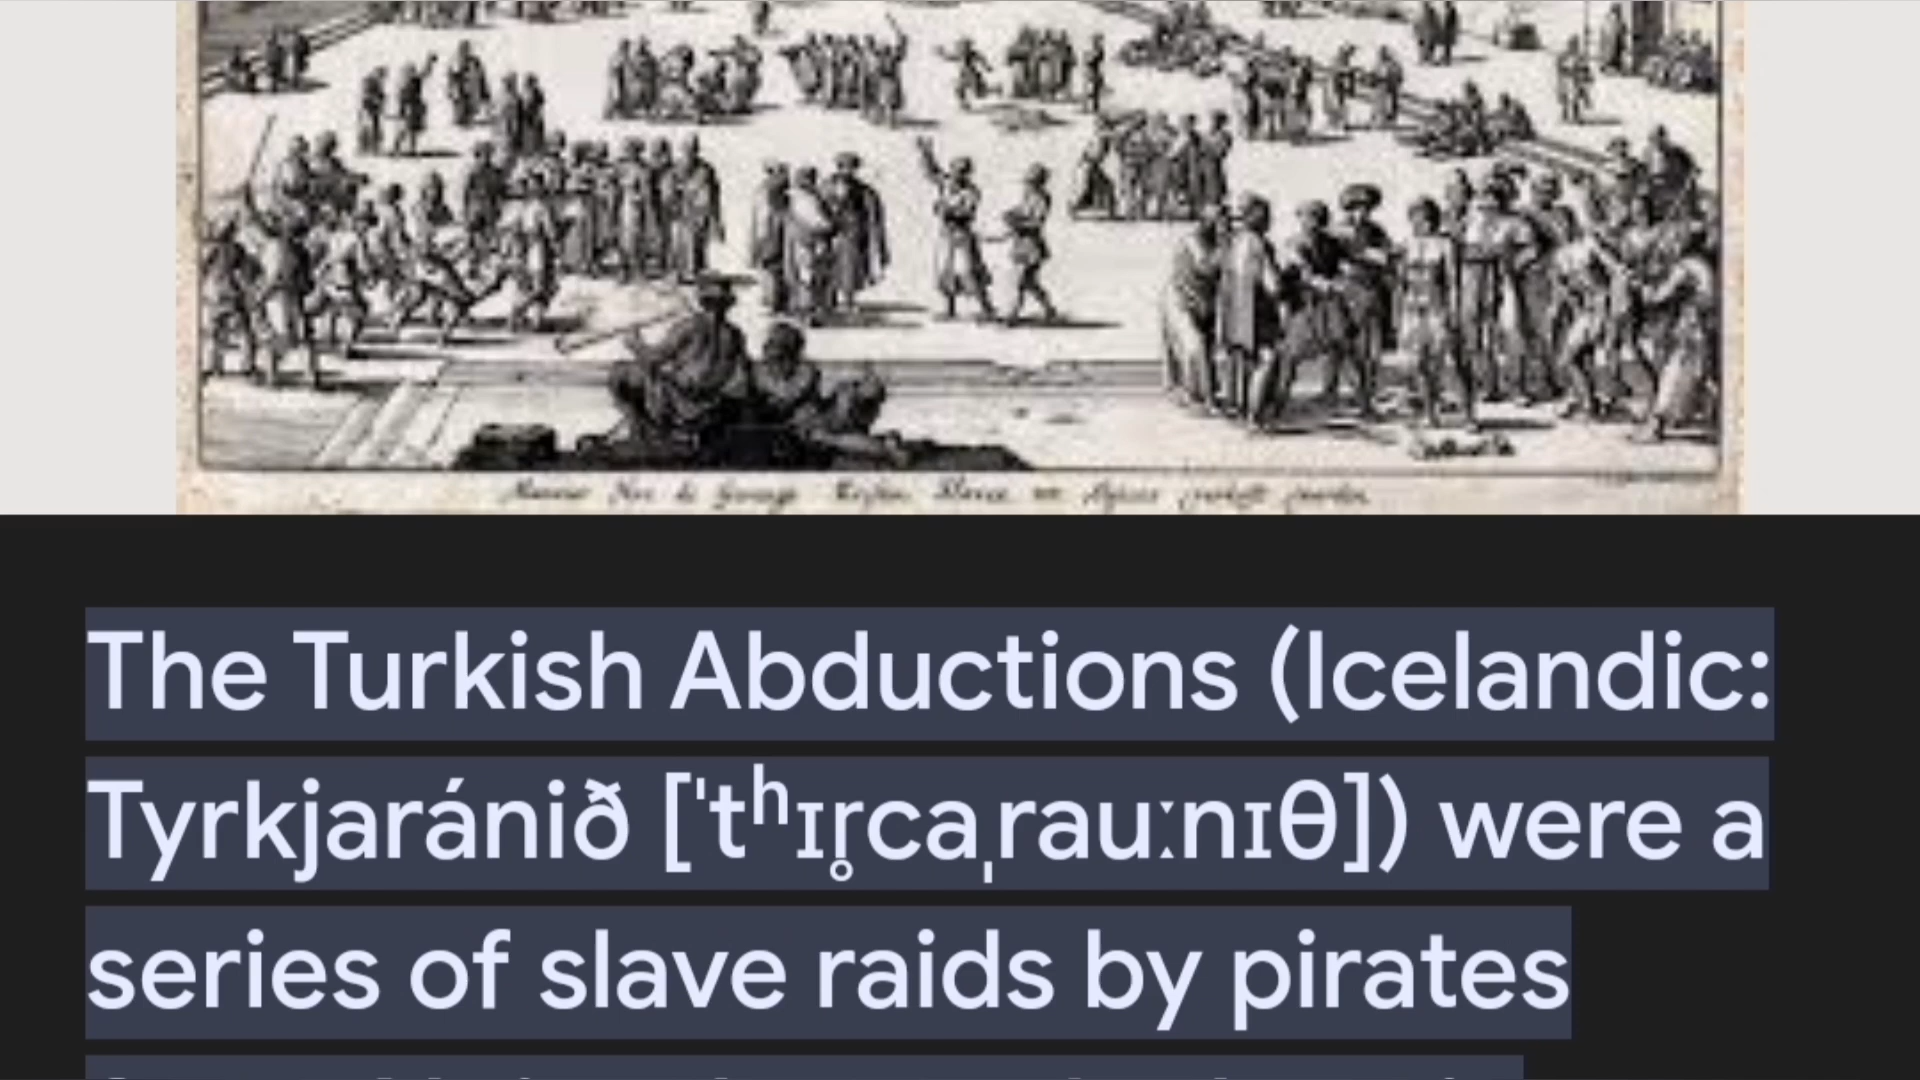 The Turkish Abductions (Icelandic:
Tyrkjaránið [ˈtʰɪr̥caˌrauːnɪθ]) were a
series of slave raids by pirates